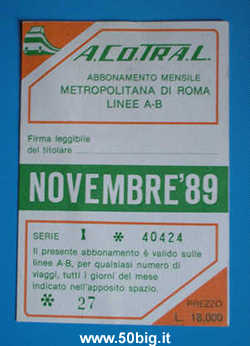 A.CO.TRA.L.
ABBONAMENTO MENSILE
METROPOLITANA DI ROMA
LINEE A-B
Firma leggibile
del titolare
NOVEMBRE'89
SERIE 1 * 40424
Il presente abbonamento è valido sulle
linee A-B, per qualsiasi numero di
viaggi, tutti i giorni del mese
indicato nell'apposito spazio.
* 27
PREZZO
L. 18.000
www.50big.it